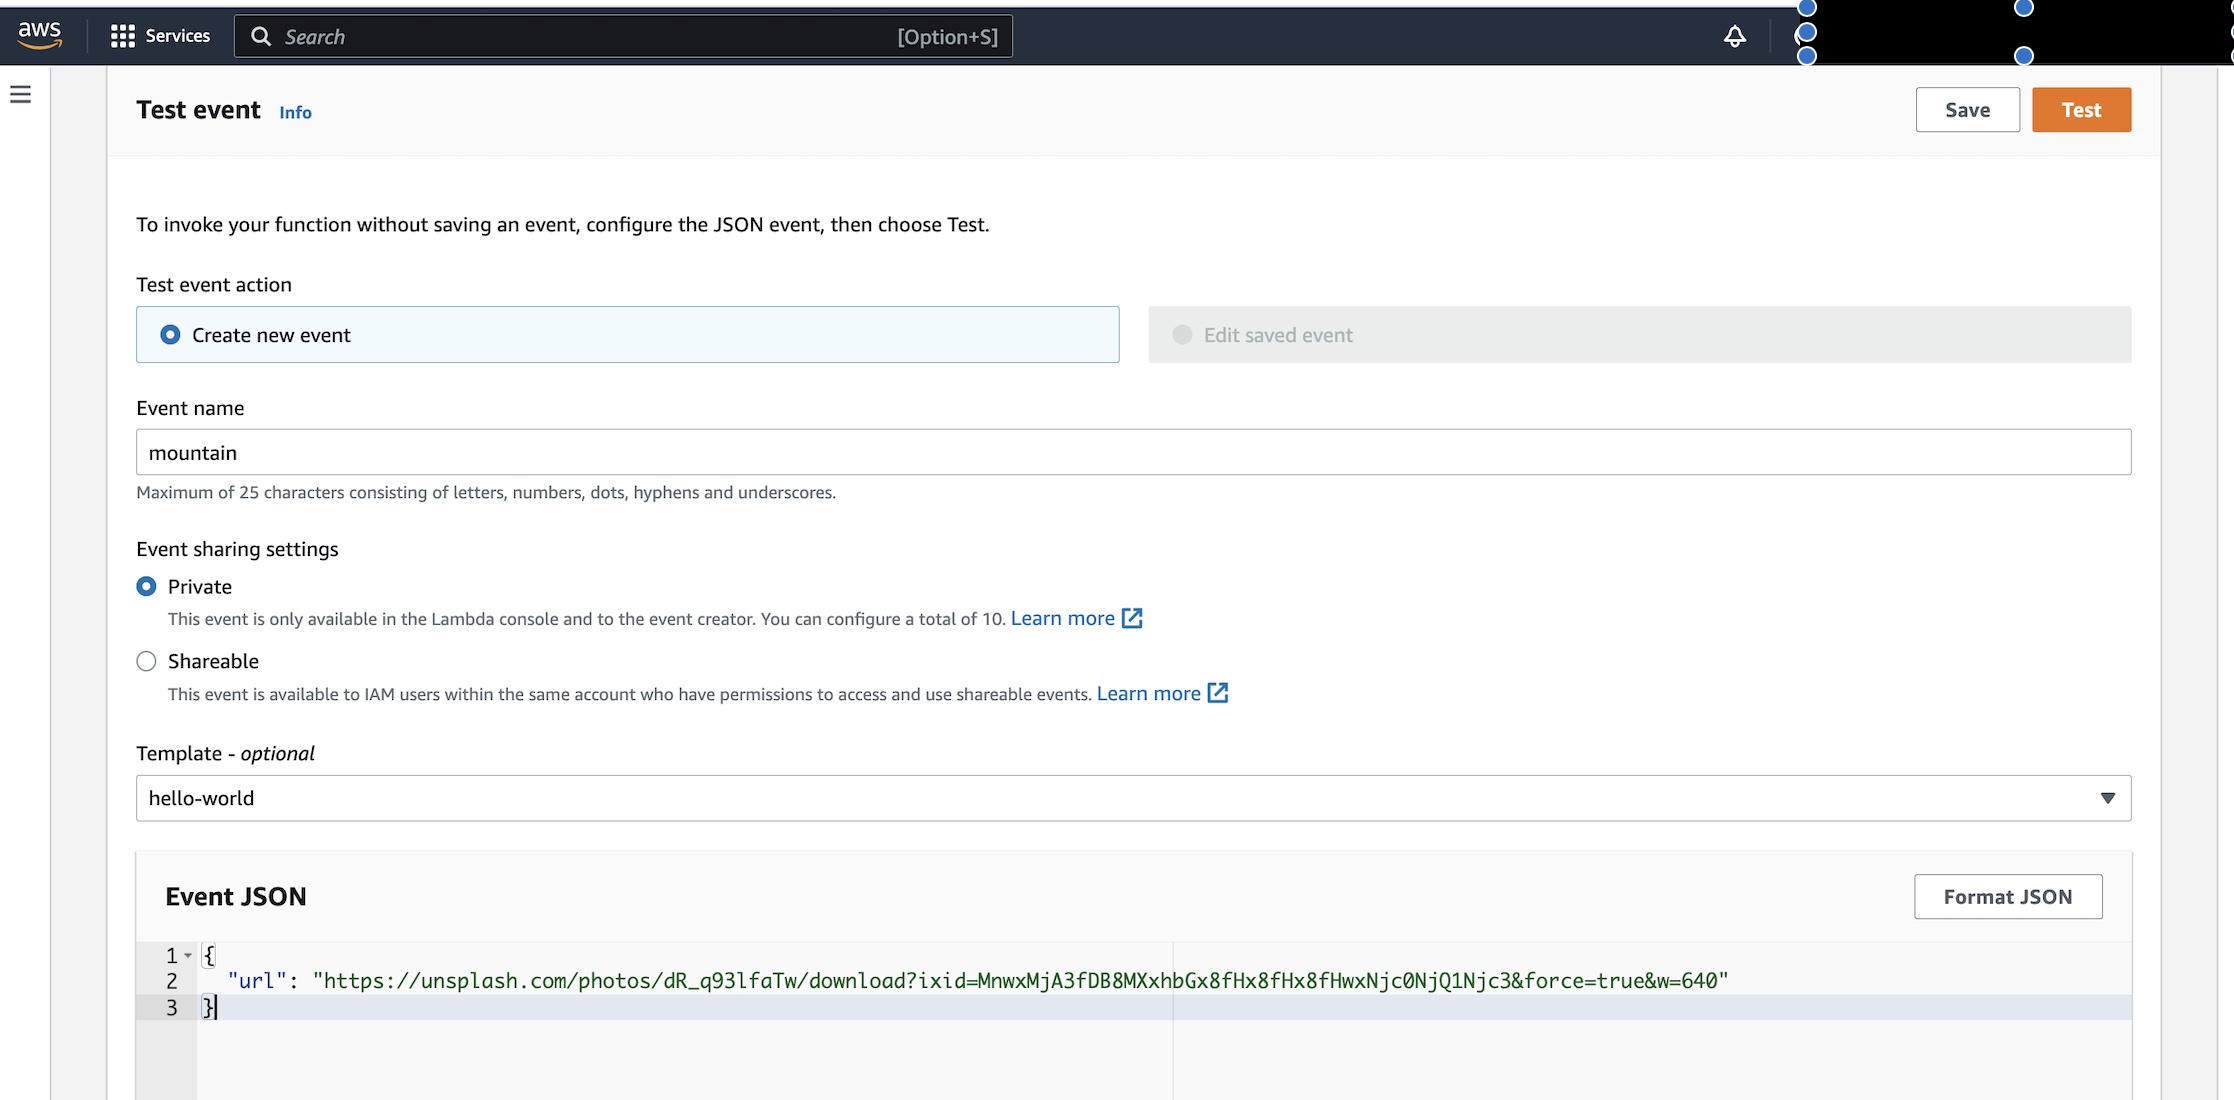 aws
Services
Search
[Option+S]
Test event Info
Save
Test
To invoke your function without saving an event, configure the JSON event, then choose Test.
Test event action
Create new event
Edit saved event
Event name
mountain
Maximum of 25 characters consisting of letters, numbers, dots, hyphens and underscores.
Event sharing settings
Private
This event is only available in the Lambda console and to the event creator. You can configure a total of 10. Learn more
Shareable
This event is available to IAM users within the same account who have permissions to access and use shareable events. Learn more
Template - optional
hello-world
Event JSON
Format JSON
1 {
2 "url": "https://unsplash.com/photos/dR_q93lfaTw/download?ixid=MnwxMjA3fDB8MXxhbGx8fHx8fHx8fHwxNjc0NjQ1Njc3&force=true&w=640"
3 }